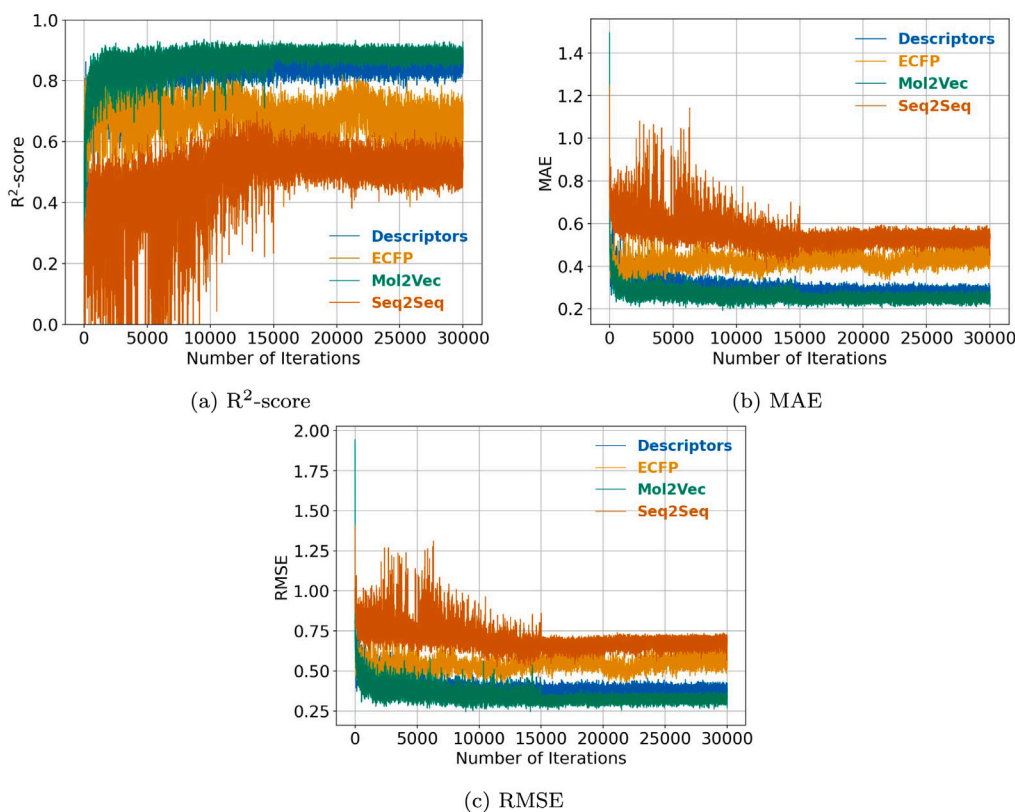 1.0
0.8
0.6
0.4
0.2
0.0
R²-score
Descriptors
ECFP
Mol2Vec
Seq2Seq
0 5000 10000 15000 20000 25000 30000
Number of Iterations
(a) R²-score
1.4
1.2
1.0
0.8
0.6
0.4
0.2
MAE
Descriptors
ECFP
Mol2Vec
Seq2Seq
0 5000 10000 15000 20000 25000 30000
Number of Iterations
(b) MAE
2.00
1.75
1.50
1.25
1.00
0.75
0.50
0.25
RMSE
Descriptors
ECFP
Mol2Vec
Seq2Seq
0 5000 10000 15000 20000 25000 30000
Number of Iterations
(c) RMSE